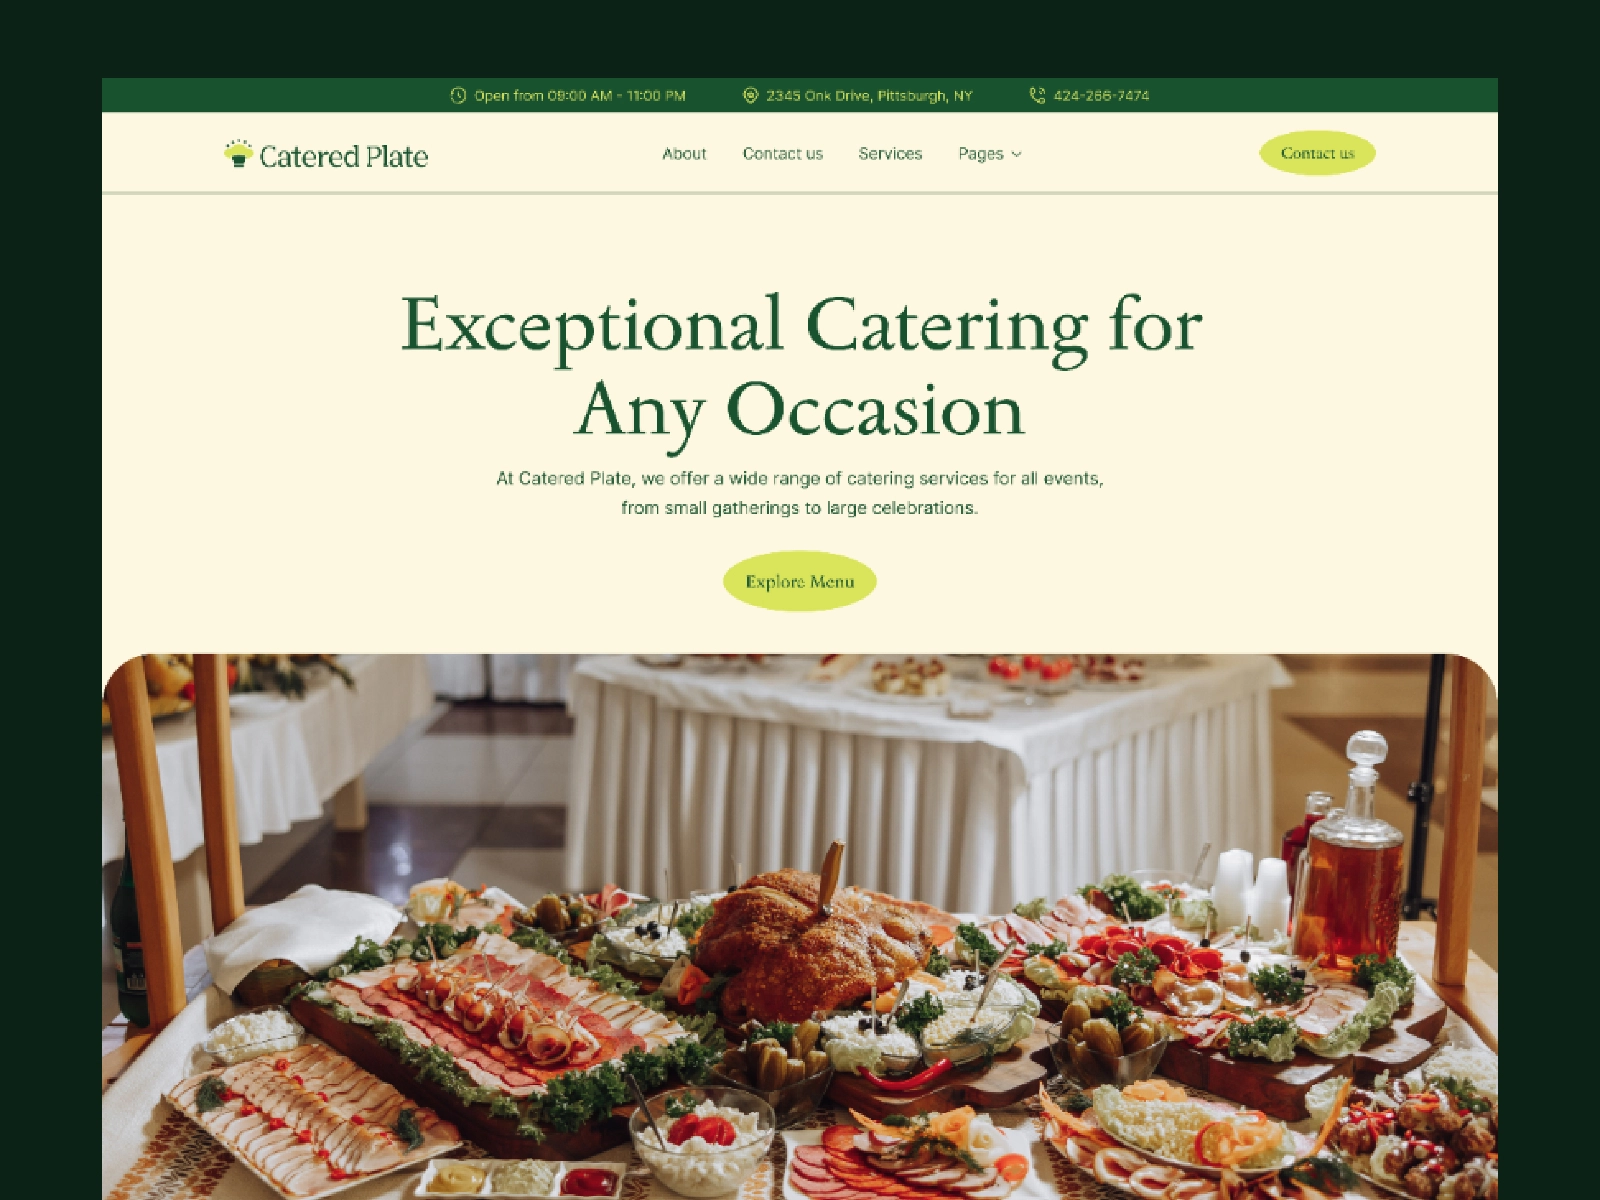 Open from 09:00 AM - 11:00 PM 2345 Onk Drive, Pittsburgh, NY 424-266-7474
Catered Plate About Contact us Services Pages Contact us
Exceptional Catering for
Any Occasion
At Catered Plate, we offer a wide range of catering services for all events,
from small gatherings to large celebrations.
Explore Menu